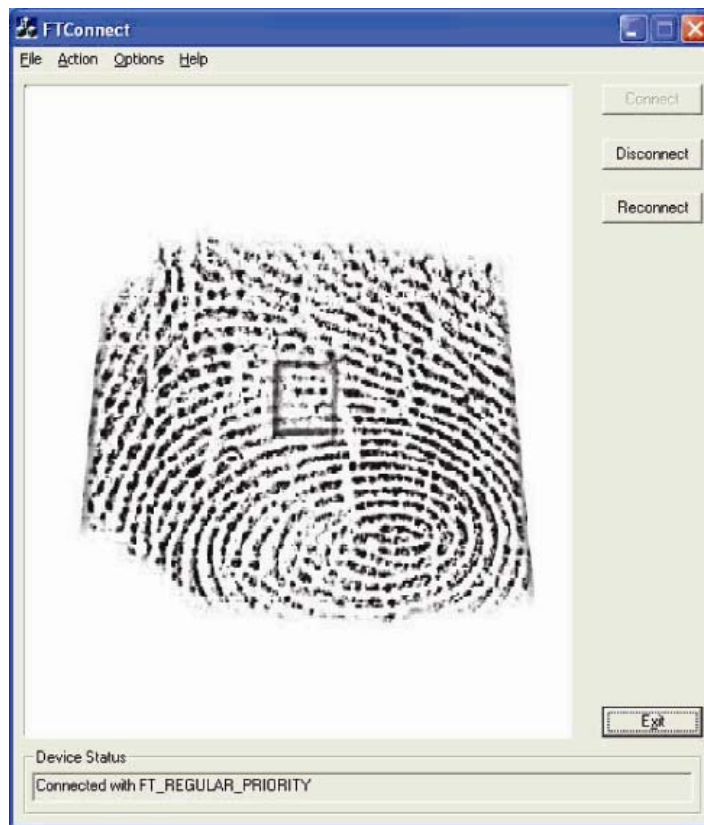 FTConnect
File Action Options Help
Connect
Disconnect
Reconnect
Exit
Device Status
Connected with FT_REGULAR_PRIORITY